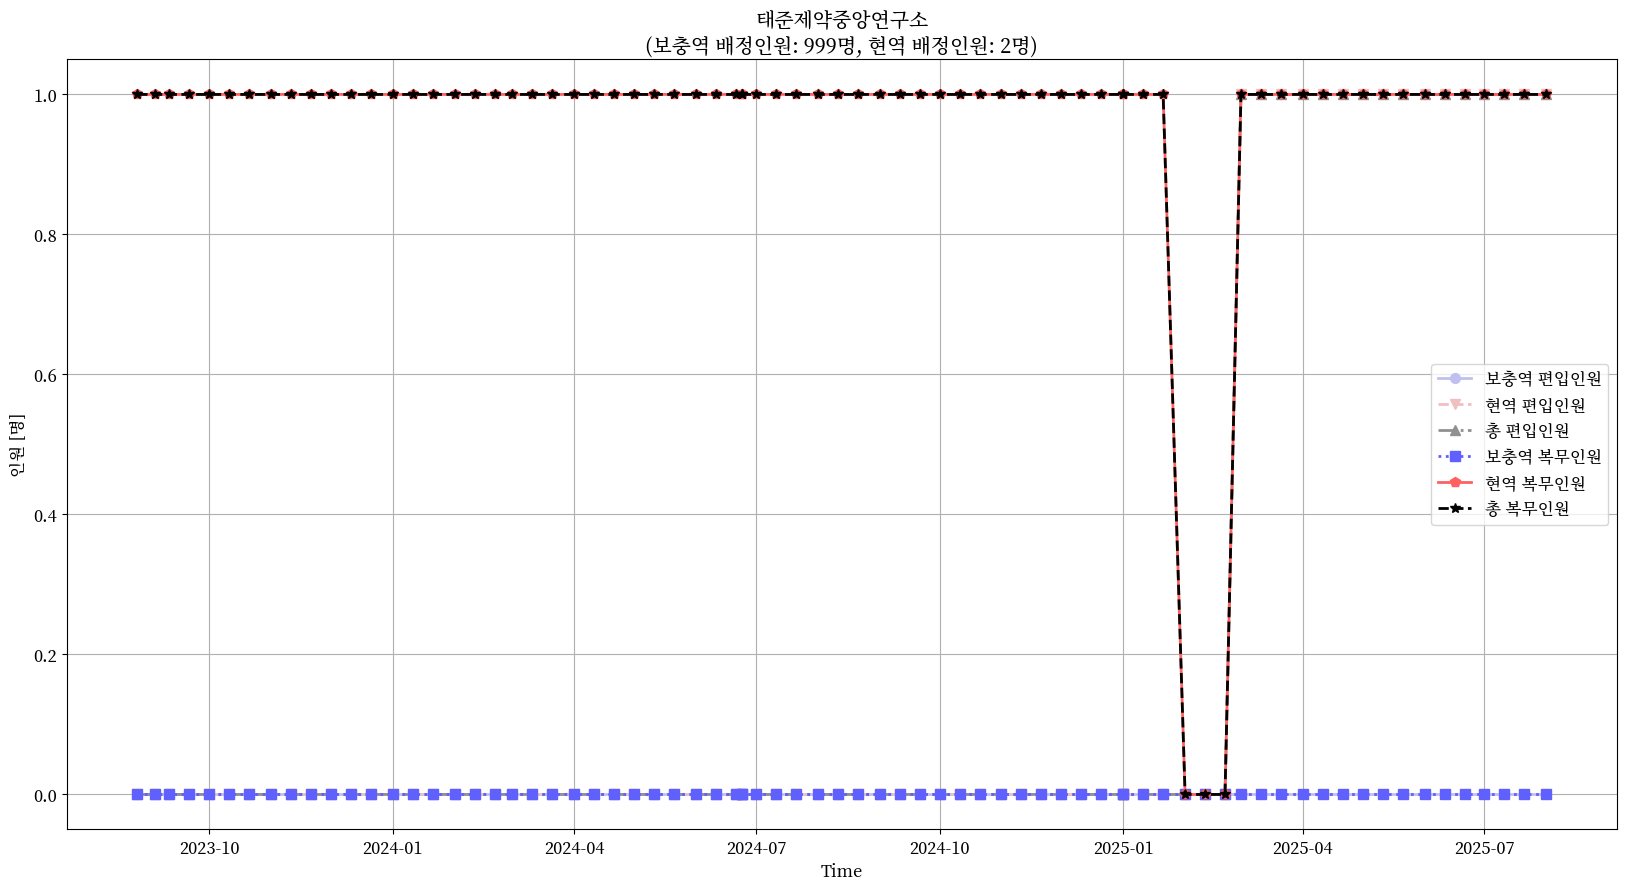 태준제약중앙연구소
(보충역 배정인원: 999명, 현역 배정인원: 2명)
인원 [명]
1.0
0.8
0.6
0.4
0.2
0.0
보충역 편입인원
현역 편입인원
총 편입인원
보충역 복무인원
현역 복무인원
총 복무인원
2023-10
2024-01
2024-04
2024-07
2024-10
2025-01
2025-04
2025-07
Time